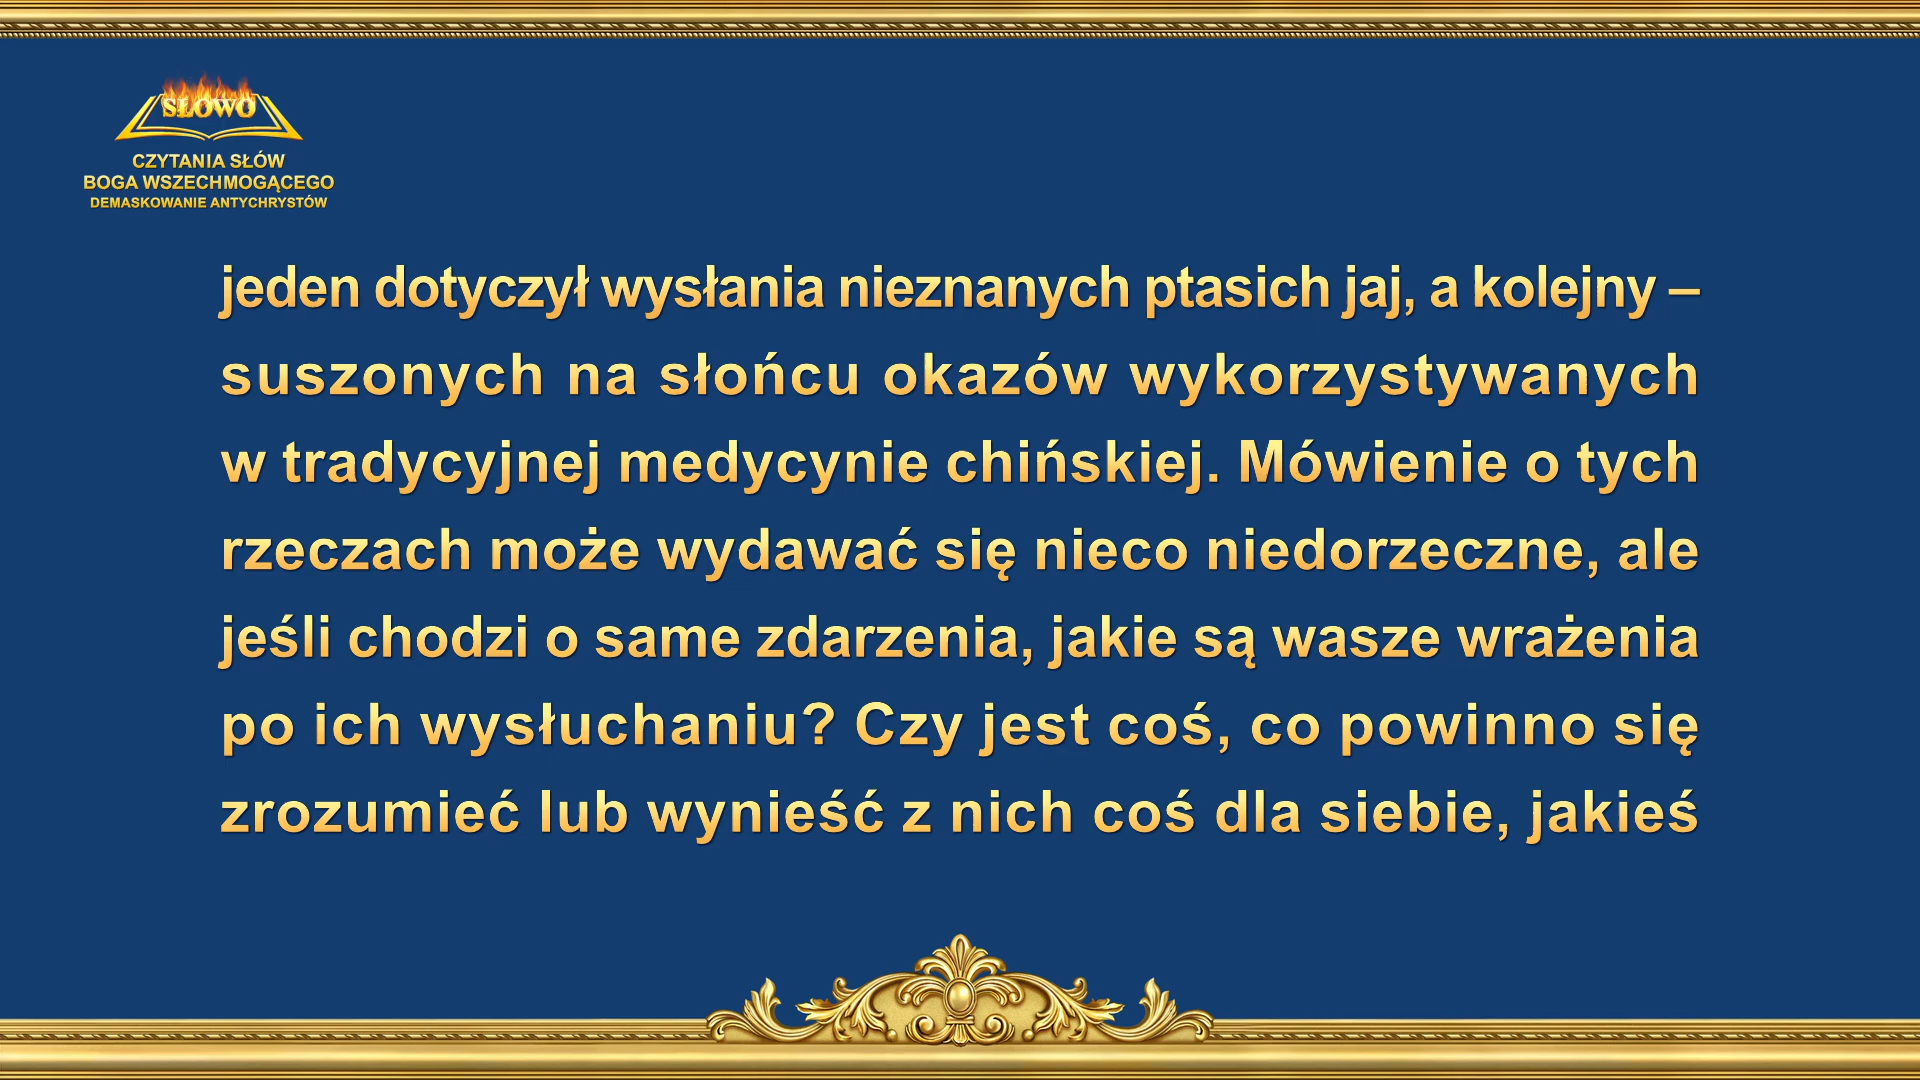 SŁOWO
CZYTANIA SŁÓW
BOGA WSZECHMOGĄCEGO
DEMASKOWANIE ANTYCHRYSTÓW
jeden dotyczył wysłania nieznanych ptasich jaj, a kolejny –
suszonych na słońcu okazów wykorzystywanych
w tradycyjnej medycynie chińskiej. Mówienie o tych
rzeczach może wydawać się nieco niedorzeczne, ale
jeśli chodzi o same zdarzenia, jakie są wasze wrażenia
po ich wysłuchaniu? Czy jest coś, co powinno się
zrozumieć lub wynieść z nich coś dla siebie, jakieś